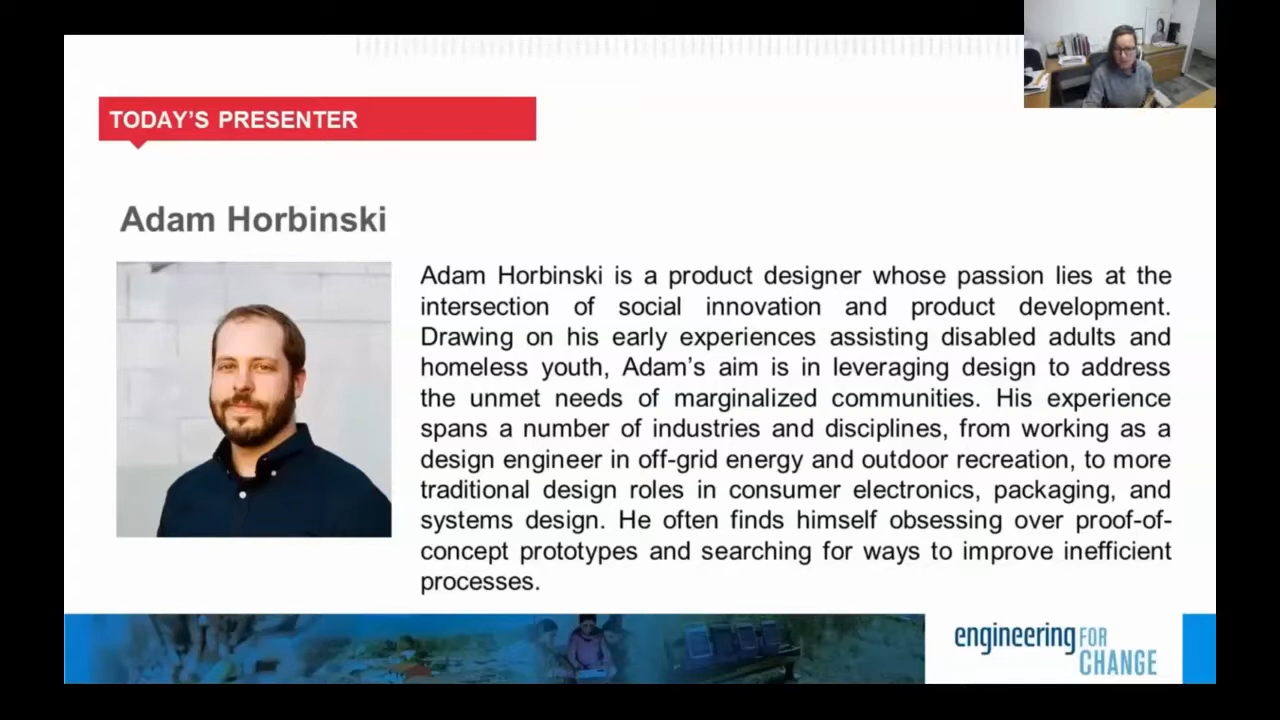 TODAY'S PRESENTER
Adam Horbinski
Adam Horbinski is a product designer whose passion lies at the
intersection of social innovation and product development.
Drawing on his early experiences assisting disabled adults and
homeless youth, Adam's aim is in leveraging design to address
the unmet needs of marginalized communities. His experience
spans a number of industries and disciplines, from working as a
design engineer in off-grid energy and outdoor recreation, to more
traditional design roles in consumer electronics, packaging, and
systems design. He often finds himself obsessing over proof-of-
concept prototypes and searching for ways to improve inefficient
processes.
engineering FOR
CHANGE